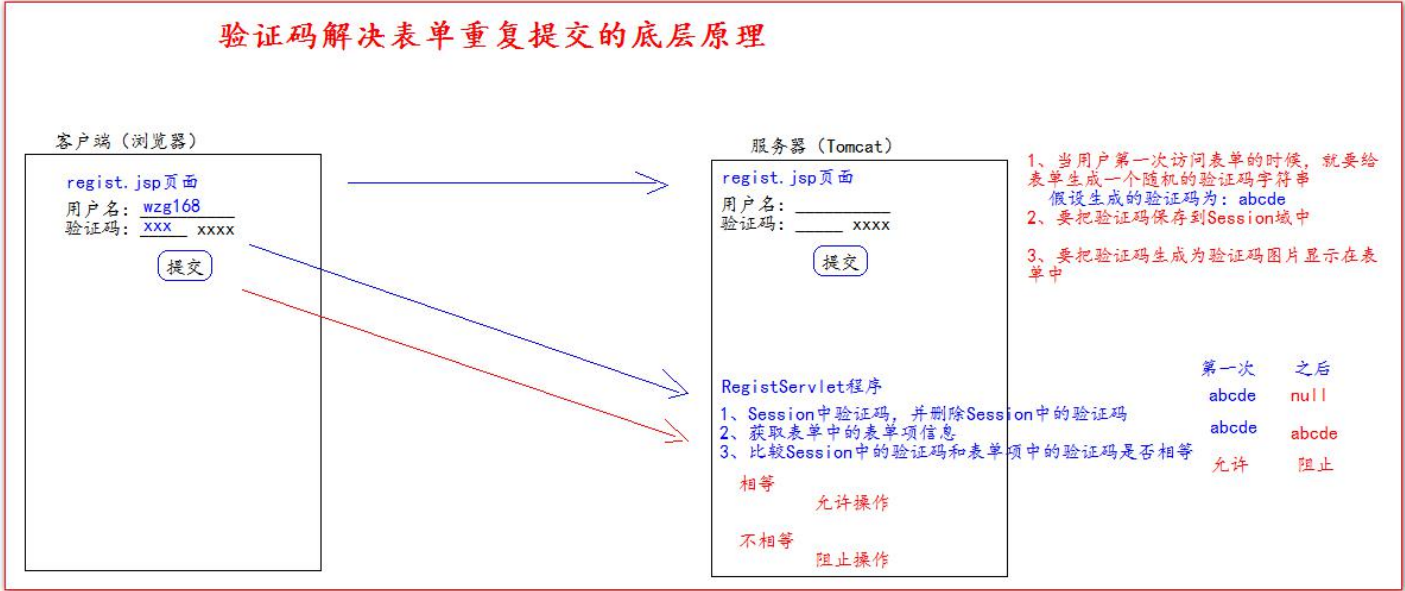 验证码解决表单重复提交的底层原理
客户端（浏览器）
regist.jsp页面
用户名：wzg168
验证码：xxx xxxx
提交
服务器（Tomcat）
regist.jsp页面
用户名：__________
验证码：_____ xxxx
提交
1、当用户第一次访问表单的时候，就要给
表单生成一个随机的验证码字符串
假设生成的验证码为：abcde
2、要把验证码保存到Session域中
3、要把验证码生成为验证码图片显示在表
单中
RegistServlet程序
1、Session中验证码，并删除Session中的验证码
2、获取表单中的表单项信息
3、比较Session中的验证码和表单项中的验证码是否相等
相等
允许操作
不相等
阻止操作
第一次 之后
abcde null
abcde abcde
允许 阻止